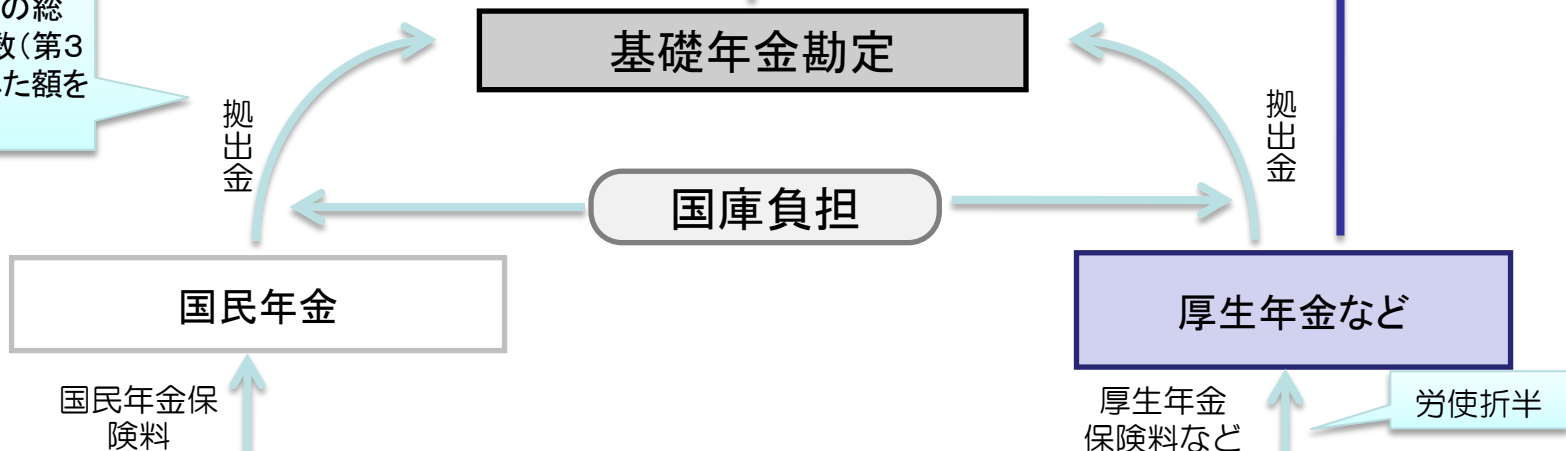 の総
数（第3
た額を
基礎年金勘定
拠出金
拠出金
国庫負担
国民年金
厚生年金など
国民年金保
険料
厚生年金
保険料など
労使折半